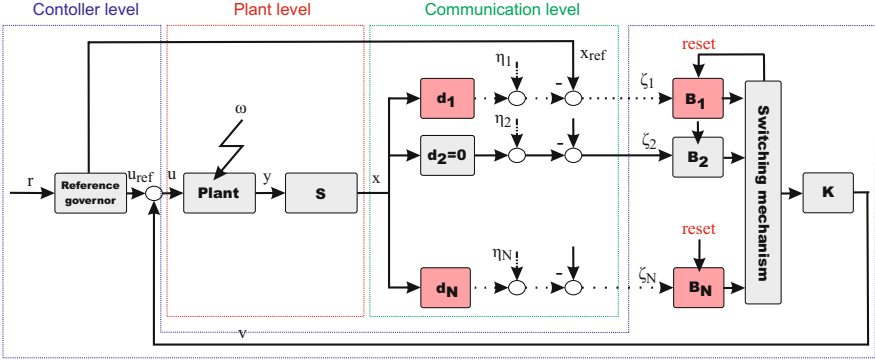 Contoller level
Plant level
Communication level
η1
xref
reset
d1
-
ζ1
B1
ω
η2
d2=0
-
ζ2
B2
Switching mechanism
r
Reference governor
uref
u
Plant
y
S
x
K
reset
ηN
dN
-
ζN
BN
v